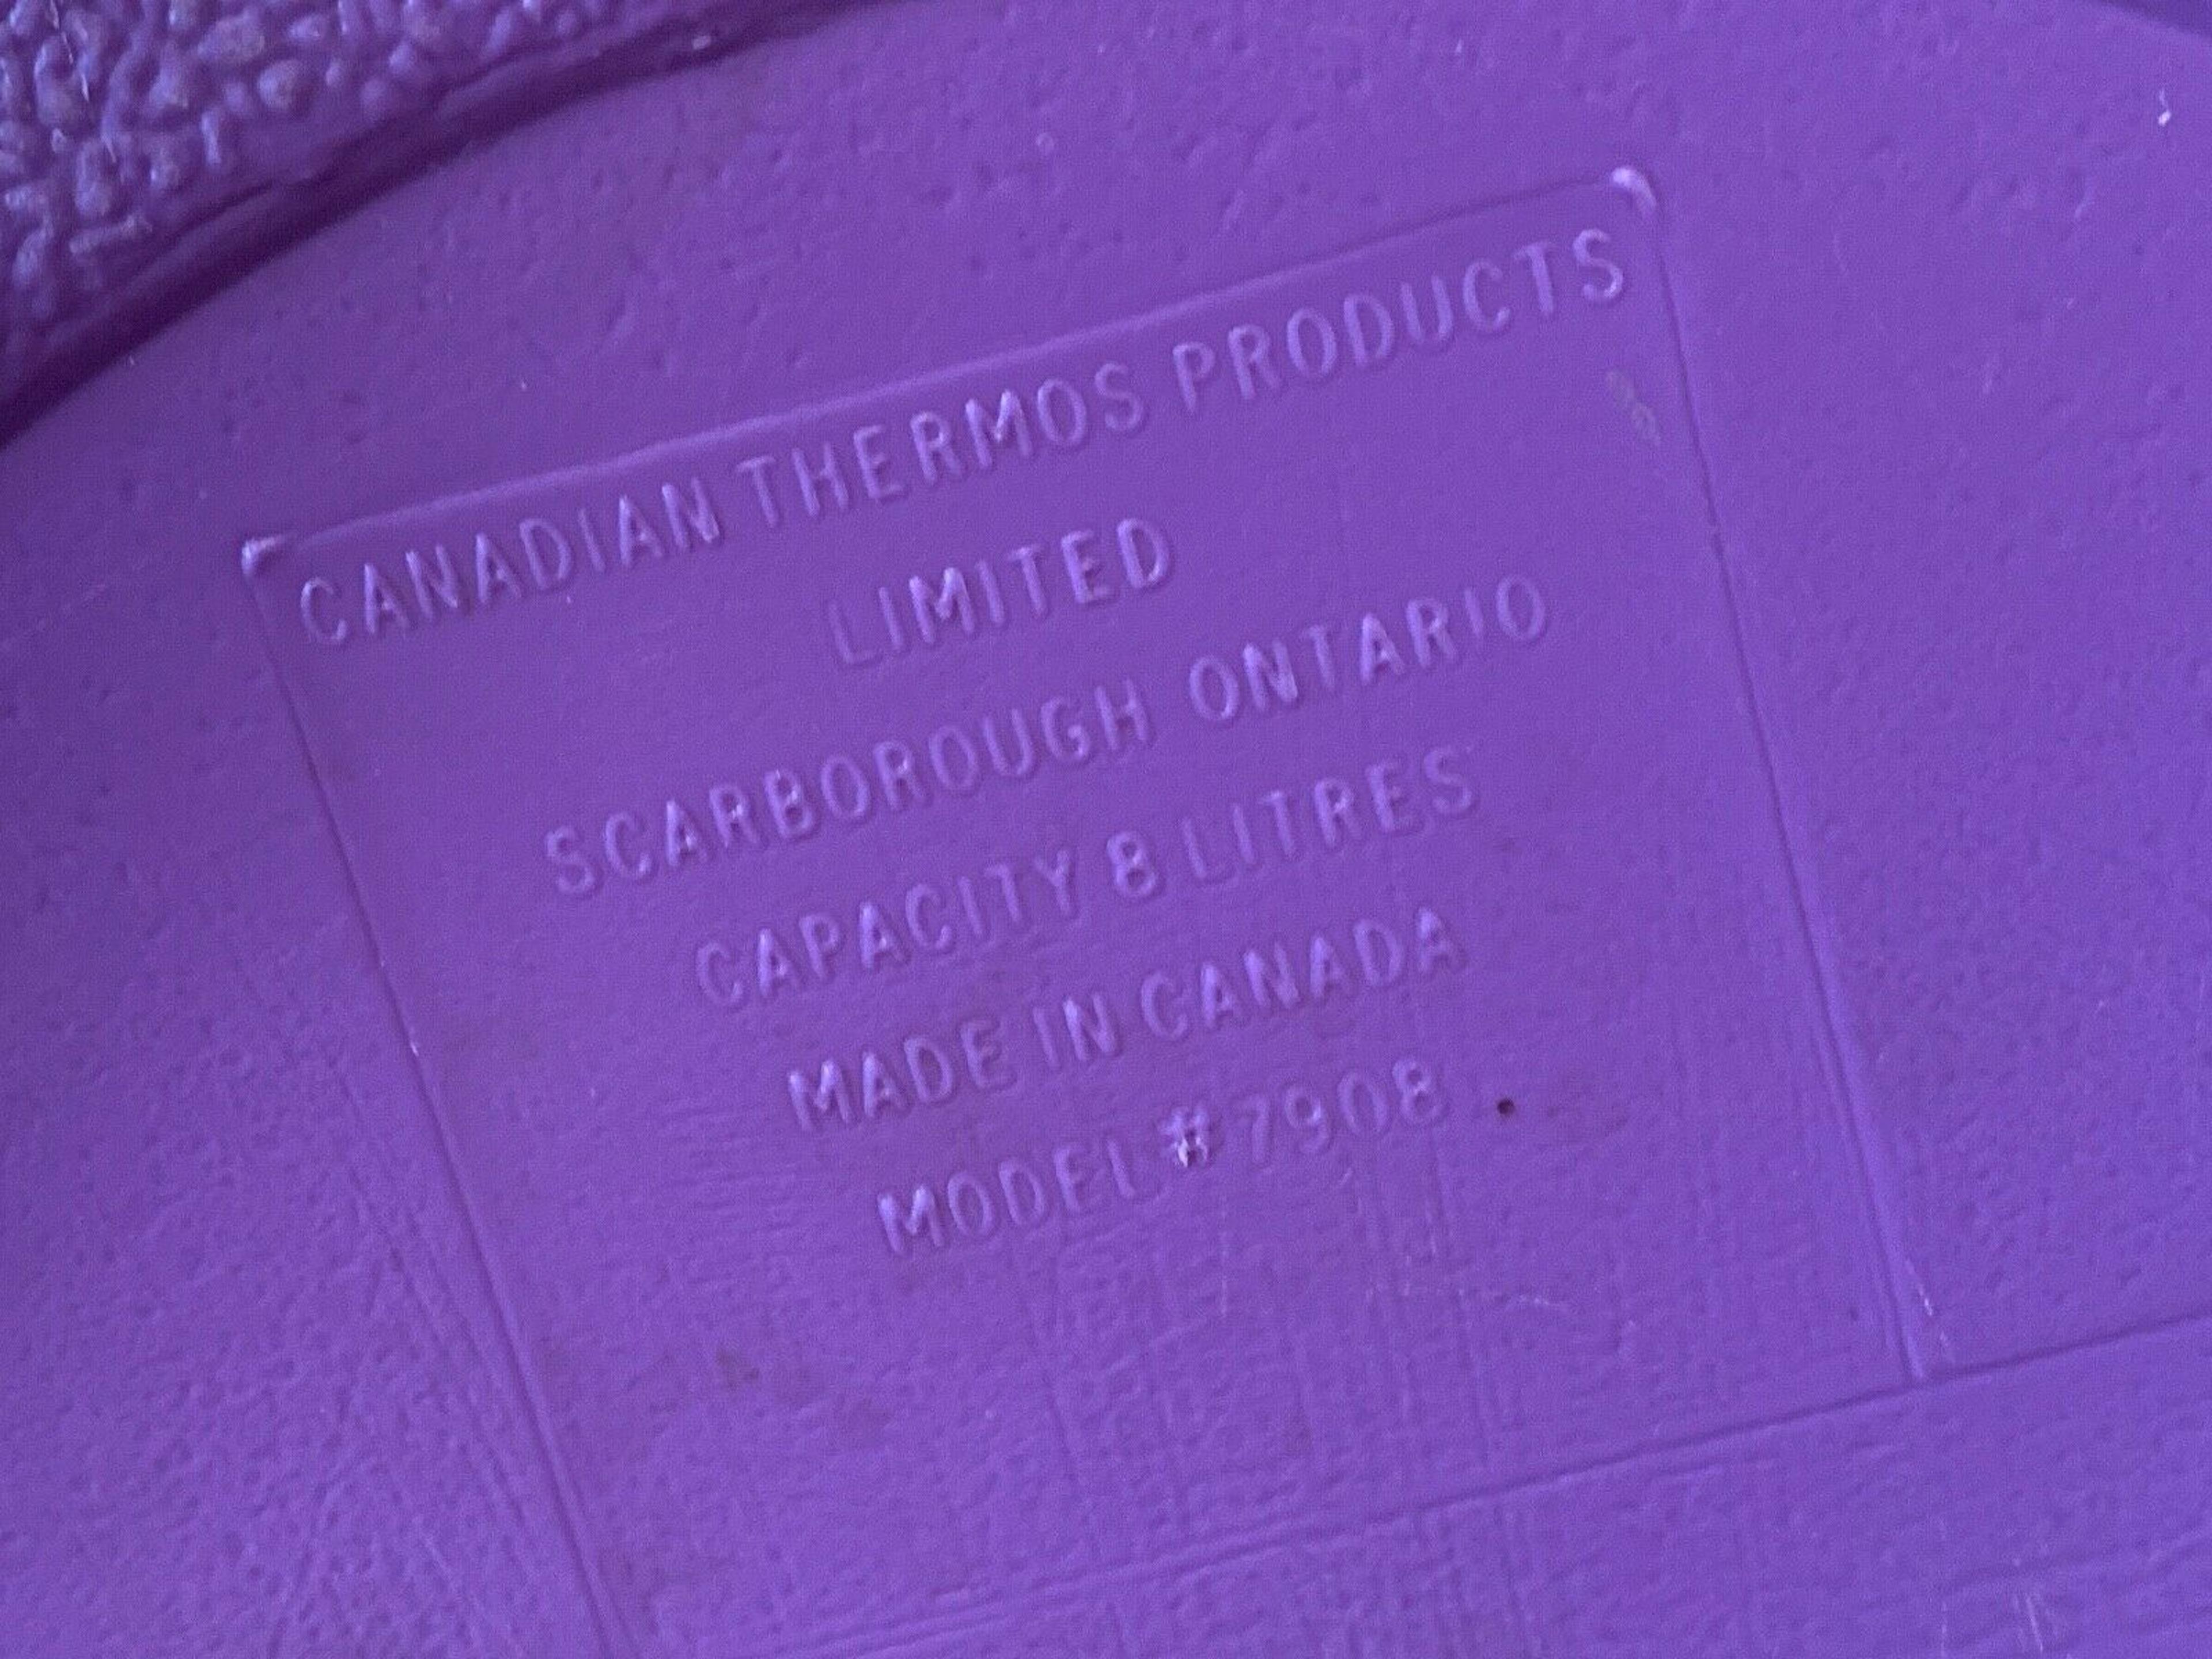 CANADIAN THERMOS PRODUCTS
LIMITED
SCARBOROUGH ONTARIO
CAPACITY 8 LITRES
MADE IN CANADA
MODEL #7908